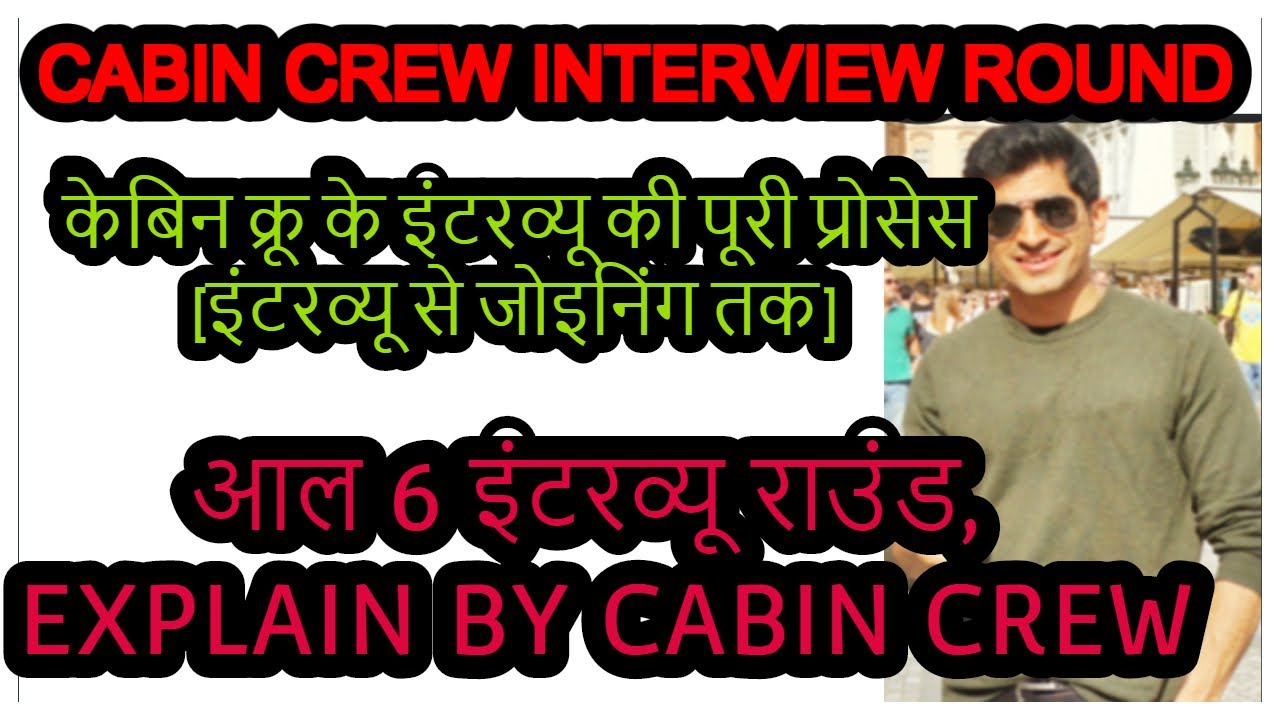 CABIN CREW INTERVIEW ROUND
केबिन क्रू के इंटरव्यू की पूरी प्रोसेस
[इंटरव्यू से जोइनिंग तक]
आल 6 इंटरव्यू राउंड,
EXPLAIN BY CABIN CREW